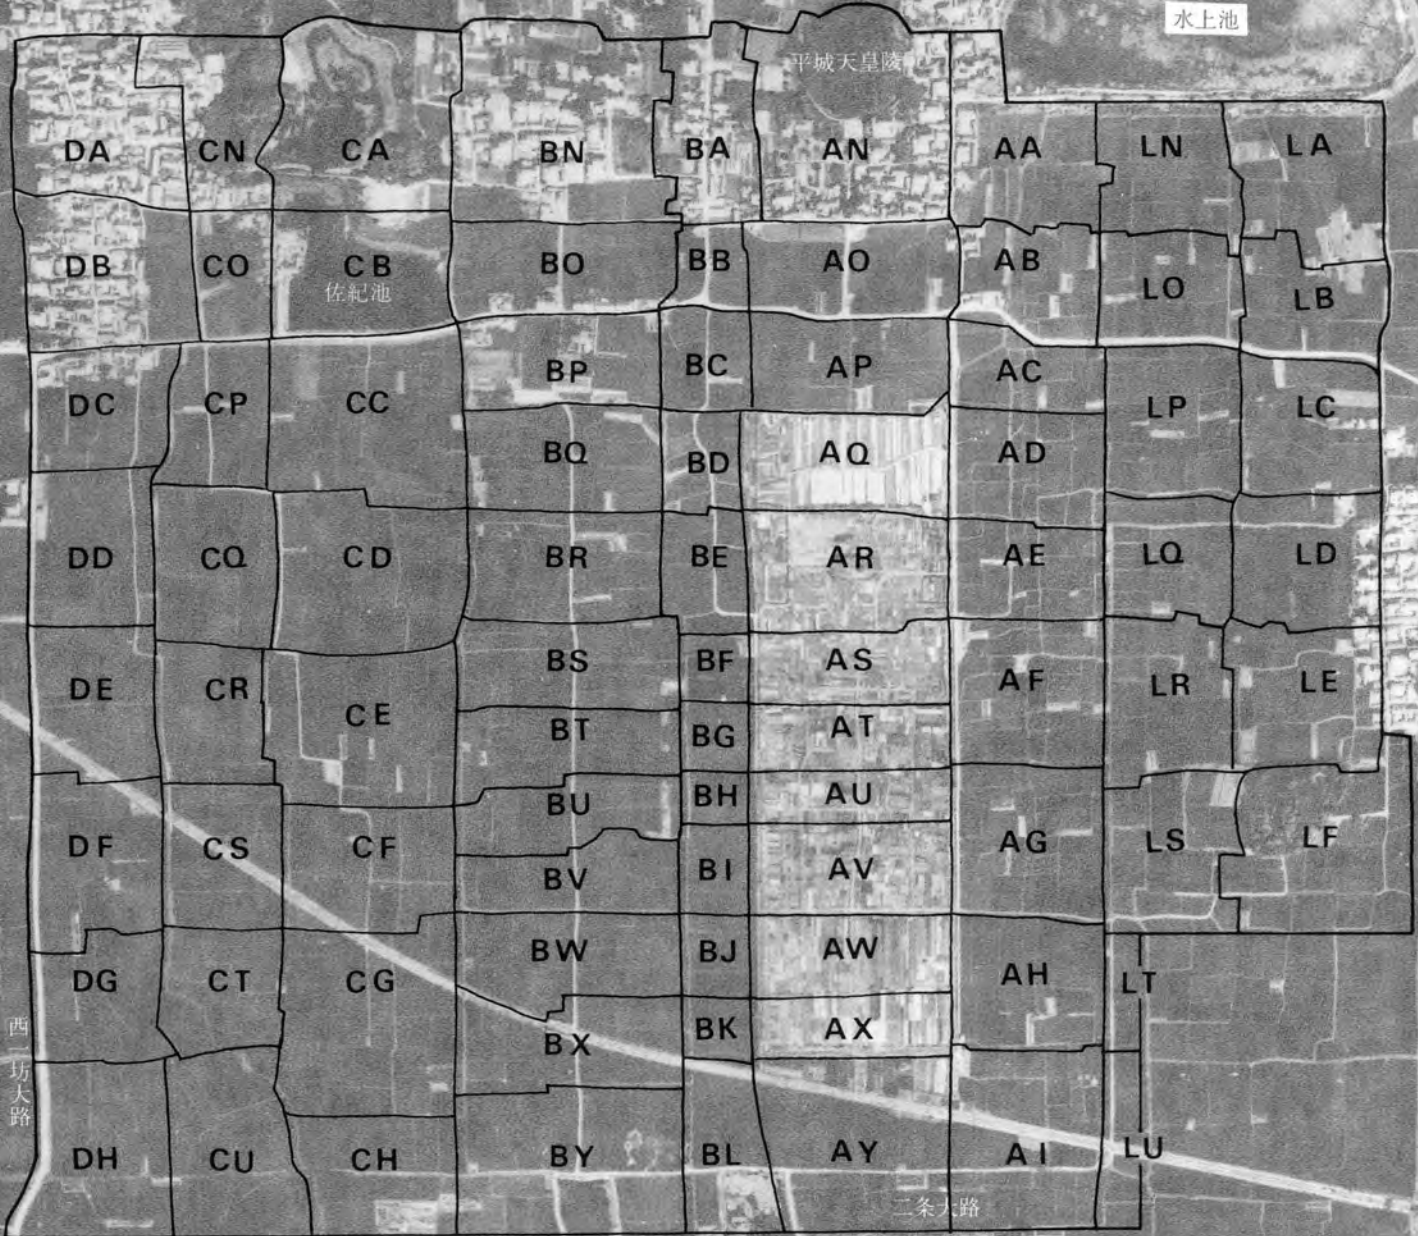 水上池
平城天皇陵
DA CN CA BN BA AN AA LN LA
DB CO CB BO BB AO AB LO LB
佐紀池
DC CP CC BP BC AP AC LP LC
BQ BD AQ AD
DD CQ CD BR BE AR AE LQ LD
DE CR CE BS BF AS AF LR LE
BT BG AT
BU BH AU
DF CS CF BV BI AV AG LS LF
DG CT CG BW BJ AW AH LT
BX BK AX
西一坊大路
DH CU CH BY BL AY AI LU
二条大路